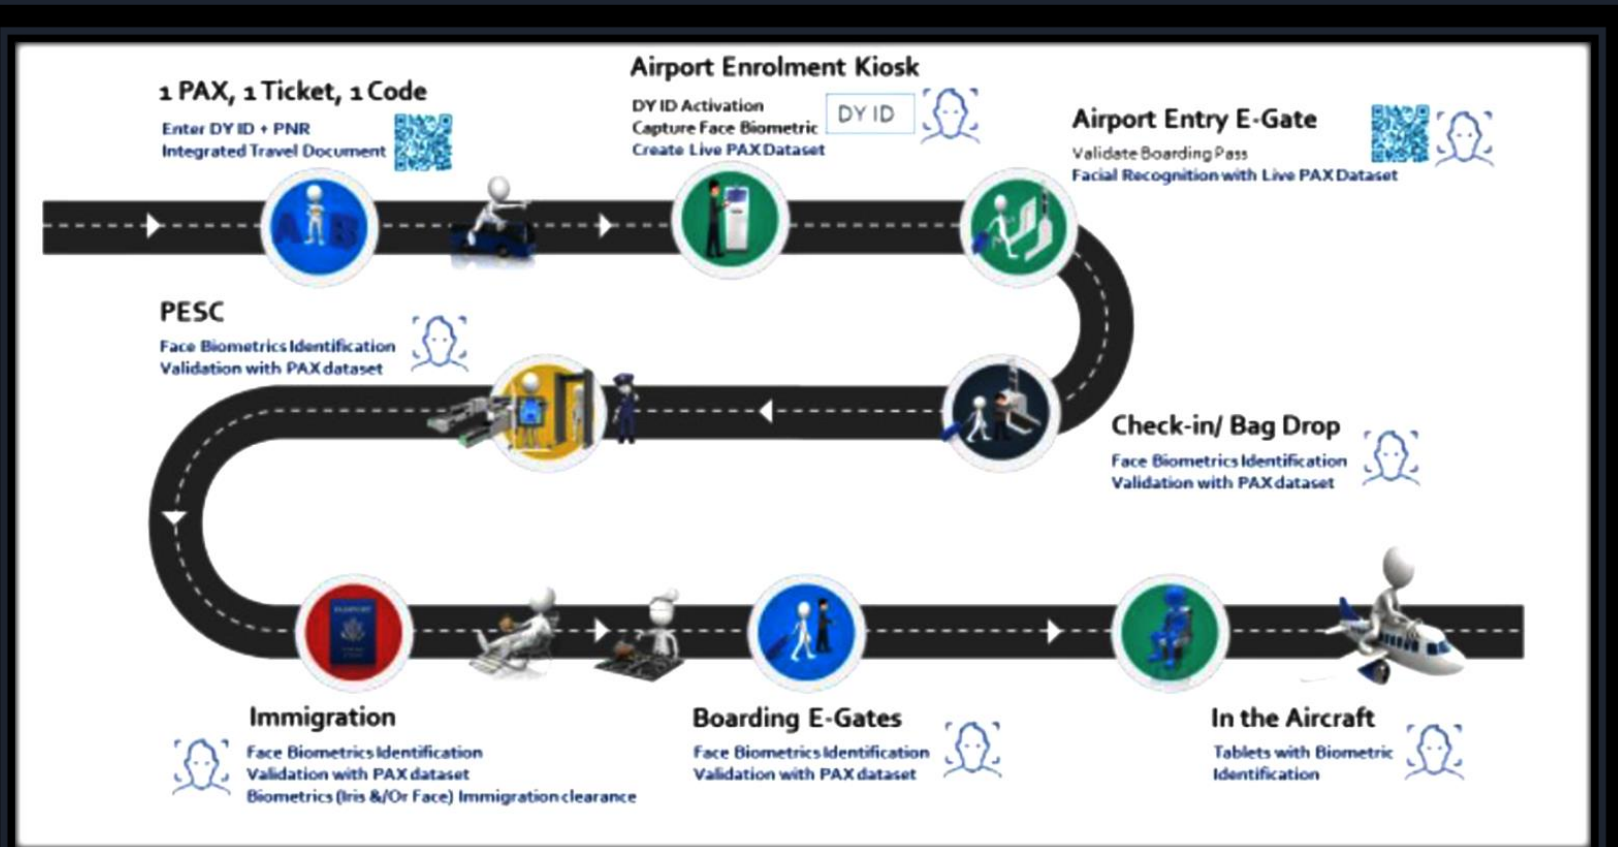 1 PAX, 1 Ticket, 1 Code
Enter DY ID + PNR
Integrated Travel Document
Airport Enrolment Kiosk
DY ID Activation
Capture Face Biometric
Create Live PAX Dataset
DY ID
Airport Entry E-Gate
Validate Boarding Pass
Facial Recognition with Live PAX Dataset
A B
PESC
Face Biometrics Identification
Validation with PAX dataset
Check-in/ Bag Drop
Face Biometrics Identification
Validation with PAX dataset
PASSPORT
Immigration
Face Biometrics Identification
Validation with PAX dataset
Biometrics (Iris &/Or Face) Immigration clearance
Boarding E-Gates
Face Biometrics Identification
Validation with PAX dataset
In the Aircraft
Tablets with Biometric
Identification